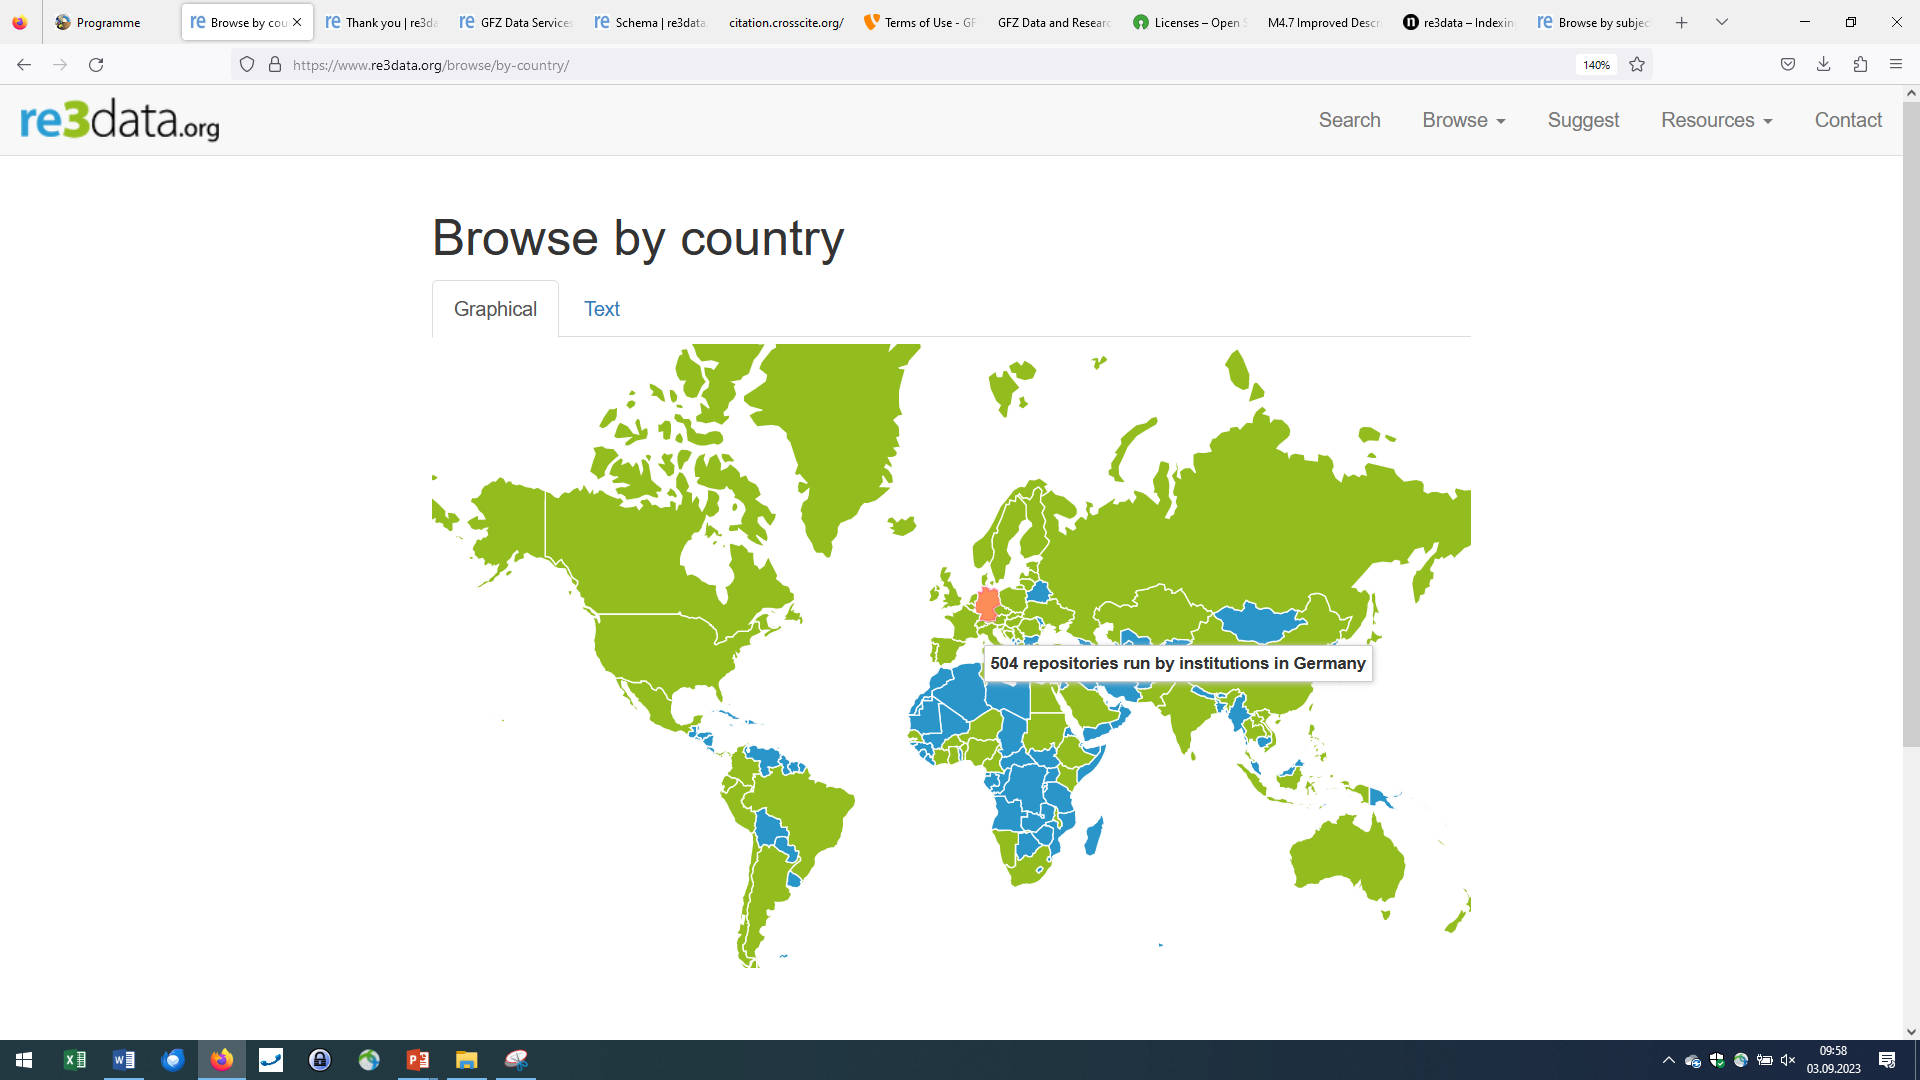 Programme
Browse by cou
Thank you | re3da
GFZ Data Services
Schema | re3data.
citation.crosscite.org/
Terms of Use - GF
GFZ Data and Researc
Licenses – Open S
M4.7 Improved Descri
re3data – Indexin
Browse by subjec
https://www.re3data.org/browse/by-country/
140%
re3data.org
Search
Browse
Suggest
Resources
Contact
Browse by country
Graphical
Text
504 repositories run by institutions in Germany
09:58
03.09.2023